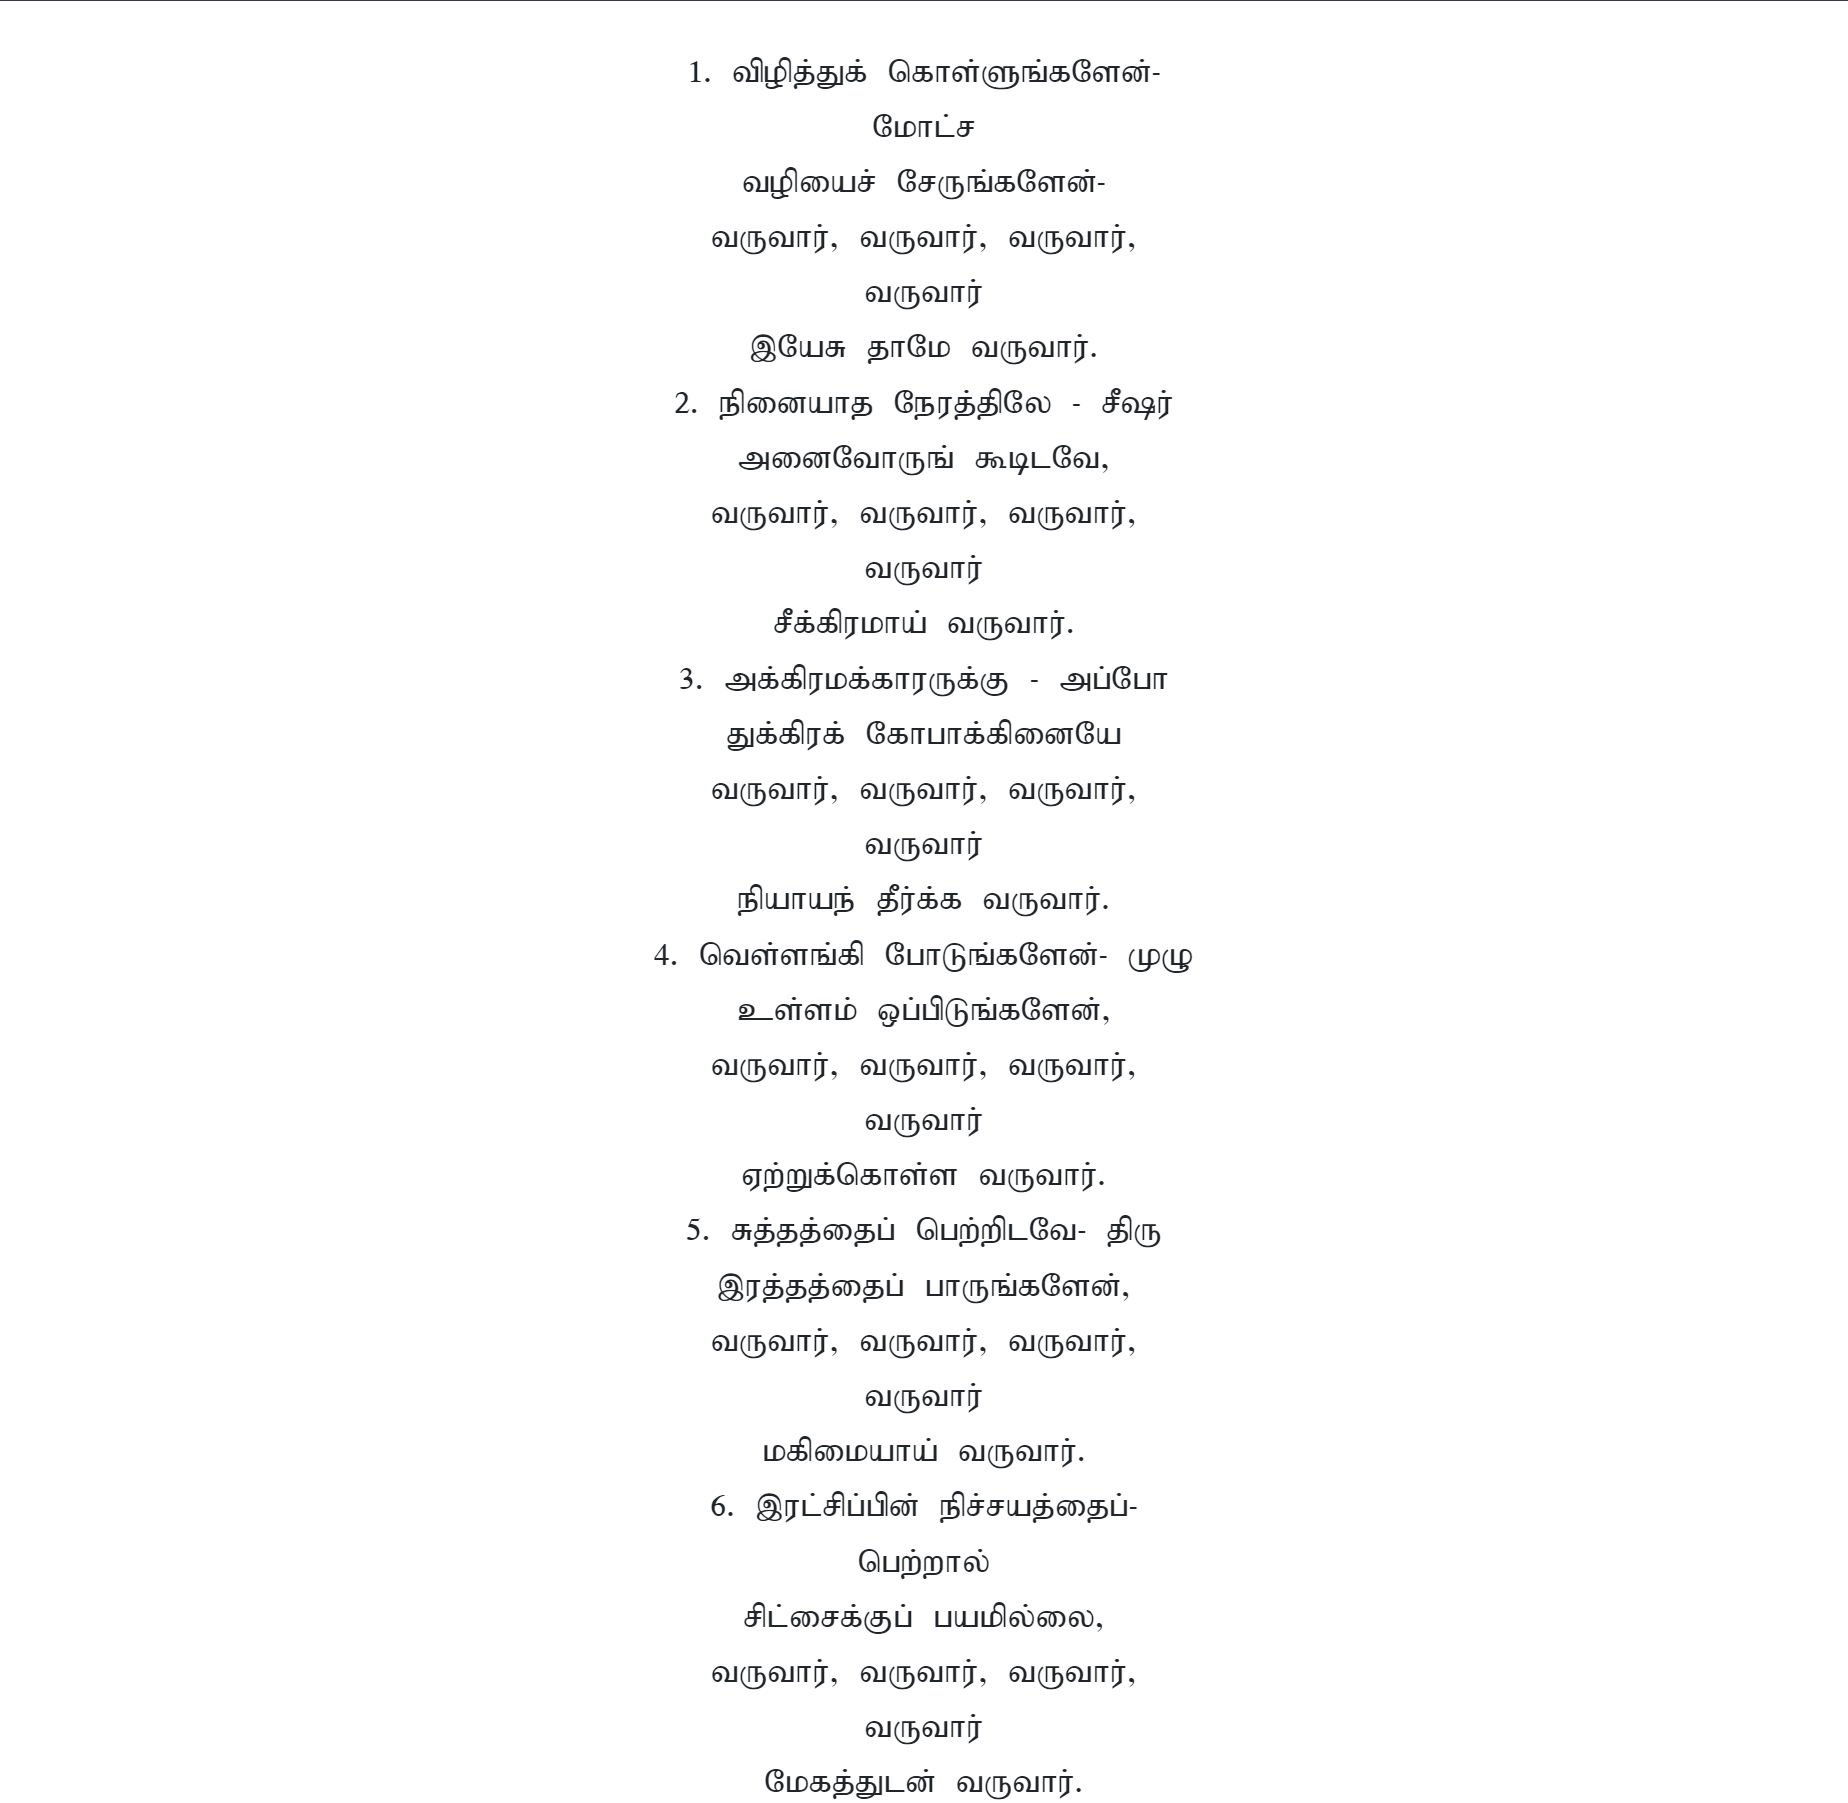 1. விழித்துக் கொள்ளுங்களேன்-
மோட்ச
வழியைச் சேருங்களேன்-
வருவார், வருவார், வருவார்,
வருவார்
இயேசு தாமே வருவார்.
2. நினையாத நேரத்திலே - சீஷர்
அனைவோருங் கூடிடவே,
வருவார், வருவார், வருவார்,
வருவார்
சீக்கிரமாய் வருவார்.
3. அக்கிரமக்காரருக்கு - அப்போ
துக்கிரக் கோபாக்கினையே
வருவார், வருவார், வருவார்,
வருவார்
நியாயந் தீர்க்க வருவார்.
4. வெள்ளங்கி போடுங்களேன்- முழு
உள்ளம் ஒப்பிடுங்களேன்,
வருவார், வருவார், வருவார்,
வருவார்
ஏற்றுக்கொள்ள வருவார்.
5. சுத்தத்தைப் பெற்றிடவே- திரு
இரத்தத்தைப் பாருங்களேன்,
வருவார், வருவார், வருவார்,
வருவார்
மகிமையாய் வருவார்.
6. இரட்சிப்பின் நிச்சயத்தைப்-
பெற்றால்
சிட்சைக்குப் பயமில்லை,
வருவார், வருவார், வருவார்,
வருவார்
மேகத்துடன் வருவார்.